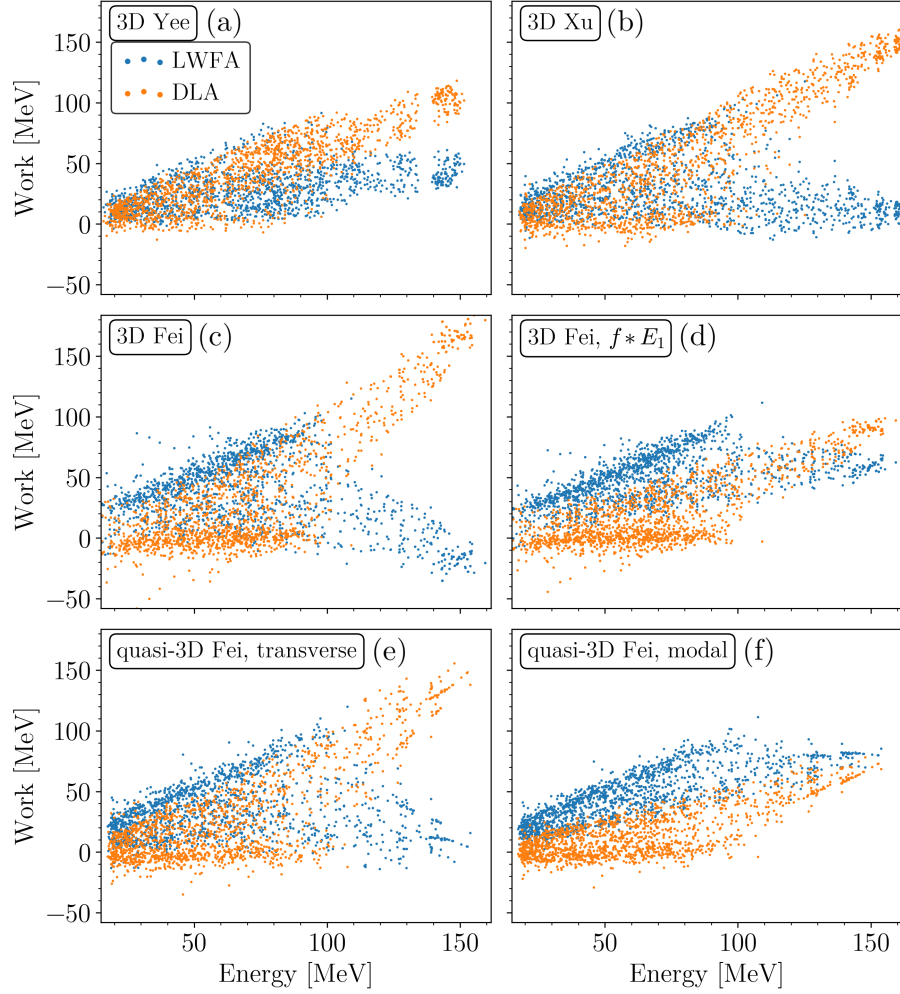 3D Yee (a)
LWFA
DLA
150
100
50
0
−50
Work [MeV]
3D Xu (b)
3D Fei (c)
150
100
50
0
−50
Work [MeV]
3D Fei, f ∗ E₁ (d)
quasi-3D Fei, transverse (e)
150
100
50
0
−50
Work [MeV]
50 100 150
Energy [MeV]
quasi-3D Fei, modal (f)
50 100 150
Energy [MeV]